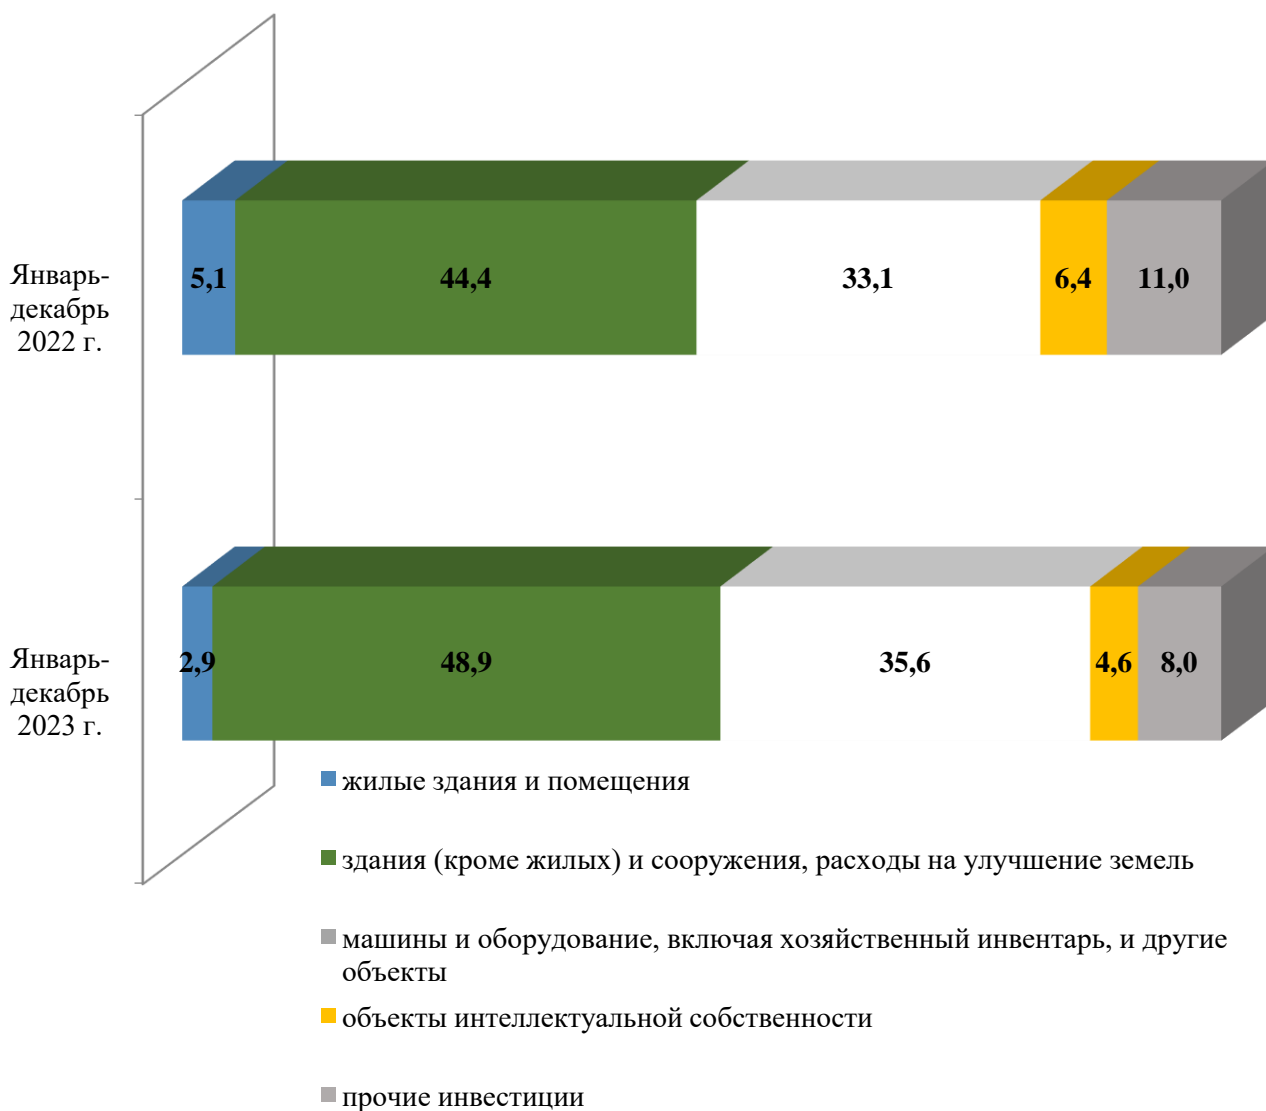 Январь-
декабрь
2022 г.
5,1
44,4
33,1
6,4
11,0
Январь-
декабрь
2023 г.
2,9
48,9
35,6
4,6
8,0
жилые здания и помещения
здания (кроме жилых) и сооружения, расходы на улучшение земель
машины и оборудование, включая хозяйственный инвентарь, и другие
объекты
объекты интеллектуальной собственности
прочие инвестиции